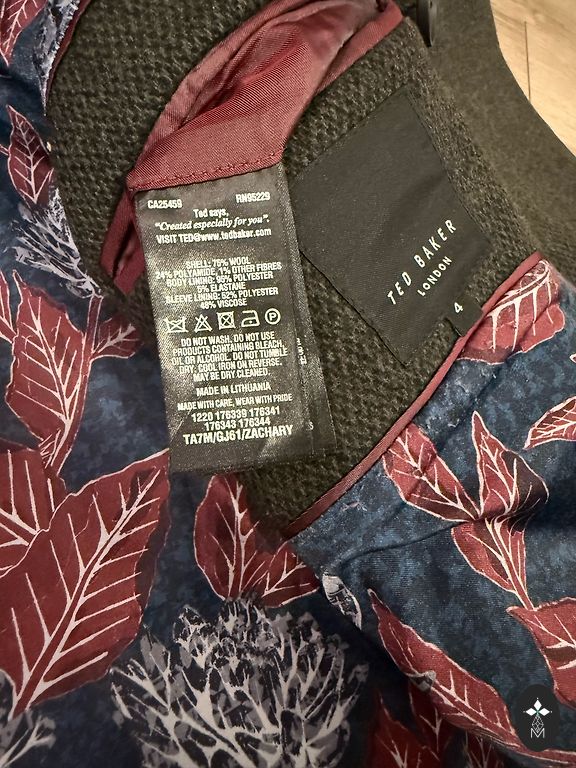 CA25459 RN95229
Ted says,
"Created especially for you".
VISIT TED@www.tedbaker.com
SHELL: 75% WOOL
24% POLYAMIDE, 1% OTHER FIBRES
BODY LINING: 95% POLYESTER
5% ELASTANE
SLEEVE LINING: 52% POLYESTER
48% VISCOSE
DO NOT WASH. DO NOT USE
PRODUCTS CONTAINING BLEACH,
OIL OR ALCOHOL. DO NOT TUMBLE
DRY. COOL IRON ON REVERSE.
MAY BE DRY CLEANED.
MADE IN LITHUANIA
MADE WITH CARE, WEAR WITH PRIDE
1220 176339 176341
176343 176344
TA7M/GJ61/ZACHARY
TED BAKER
LONDON
4